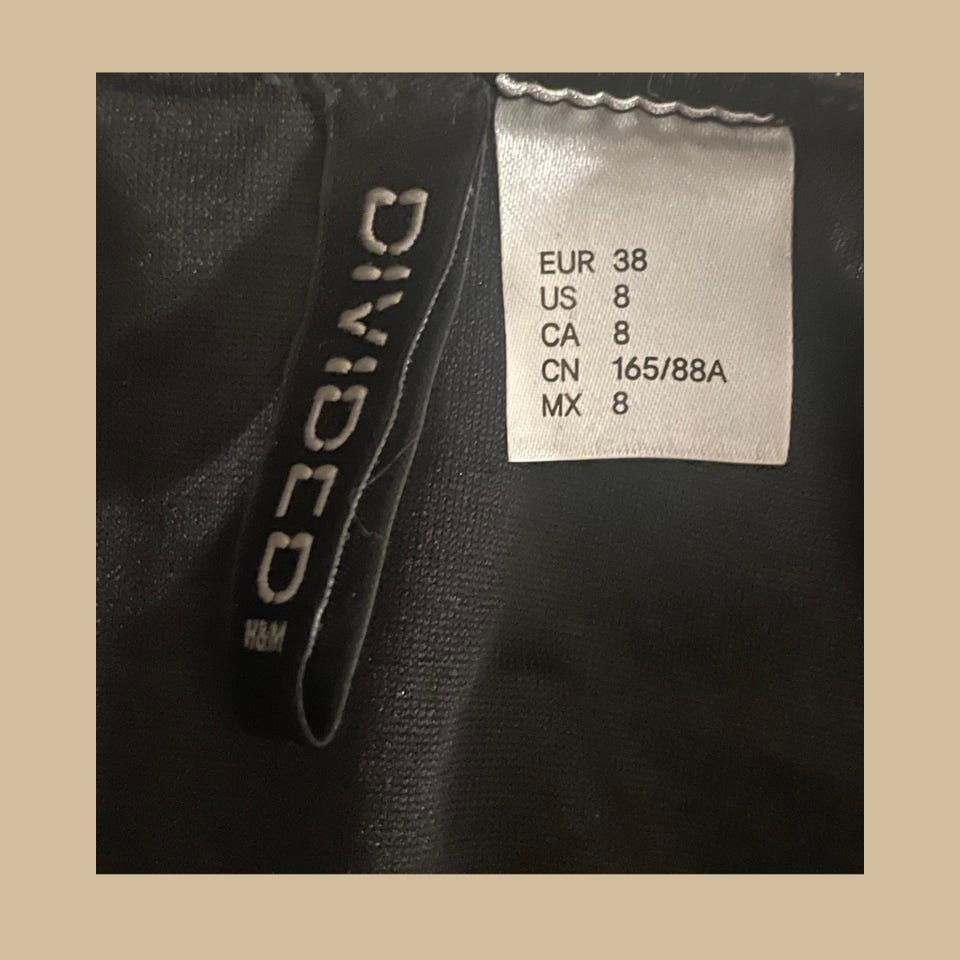 DIVIDED
H&M
EUR 38
US 8
CA 8
CN 165/88A
MX 8